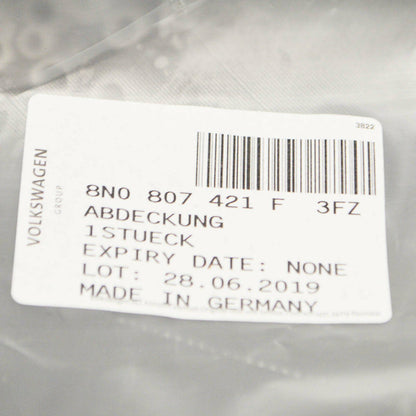 3822
VOLKSWAGEN
GROUP
8N0 807 421 F 3FZ
ABDECKUNG
1STUECK
EXPIRY DATE: NONE
LOT: 28.06.2019
MADE IN GERMANY